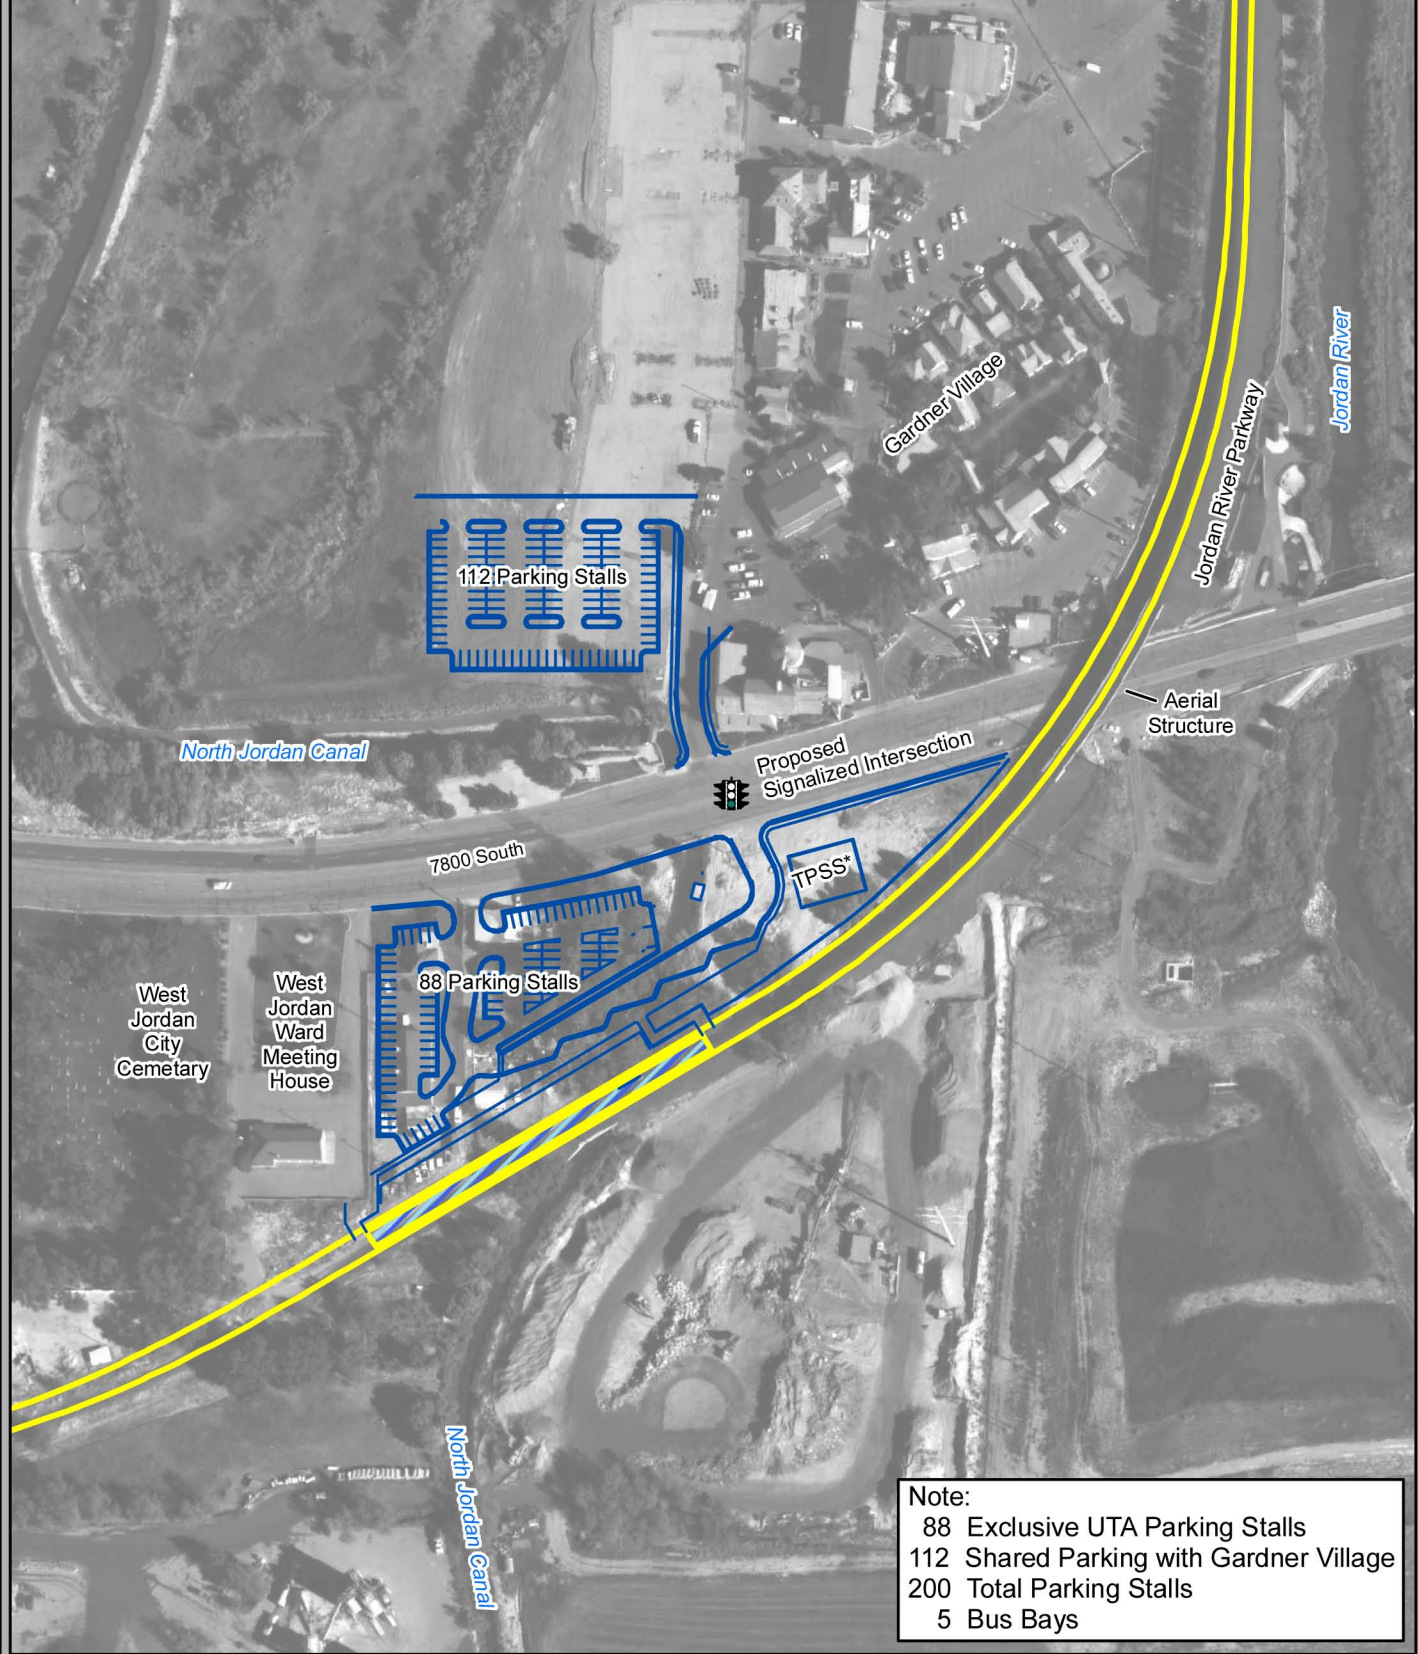 Jordan River
Gardner Village
Jordan River Parkway
112 Parking Stalls
Aerial
Structure
North Jordan Canal
Proposed
Signalized Intersection
7800 South
TPSS*
88 Parking Stalls
West
Jordan
City
Cemetary
West
Jordan
Ward
Meeting
House
North Jordan Canal
Note:
88 Exclusive UTA Parking Stalls
112 Shared Parking with Gardner Village
200 Total Parking Stalls
5 Bus Bays